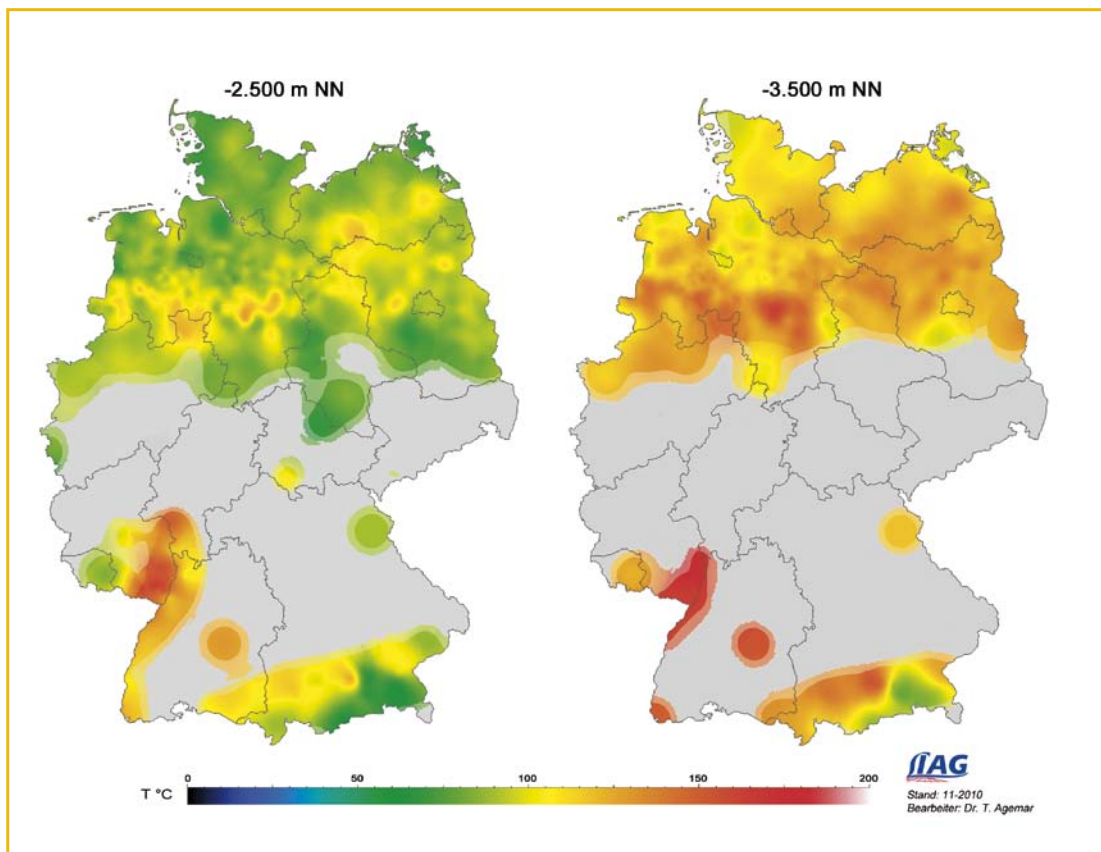 -2.500 m NN
-3.500 m NN
0 50 100 150 200
T °C
LIAG
Stand: 11-2010
Bearbeiter: Dr. T. Agemar